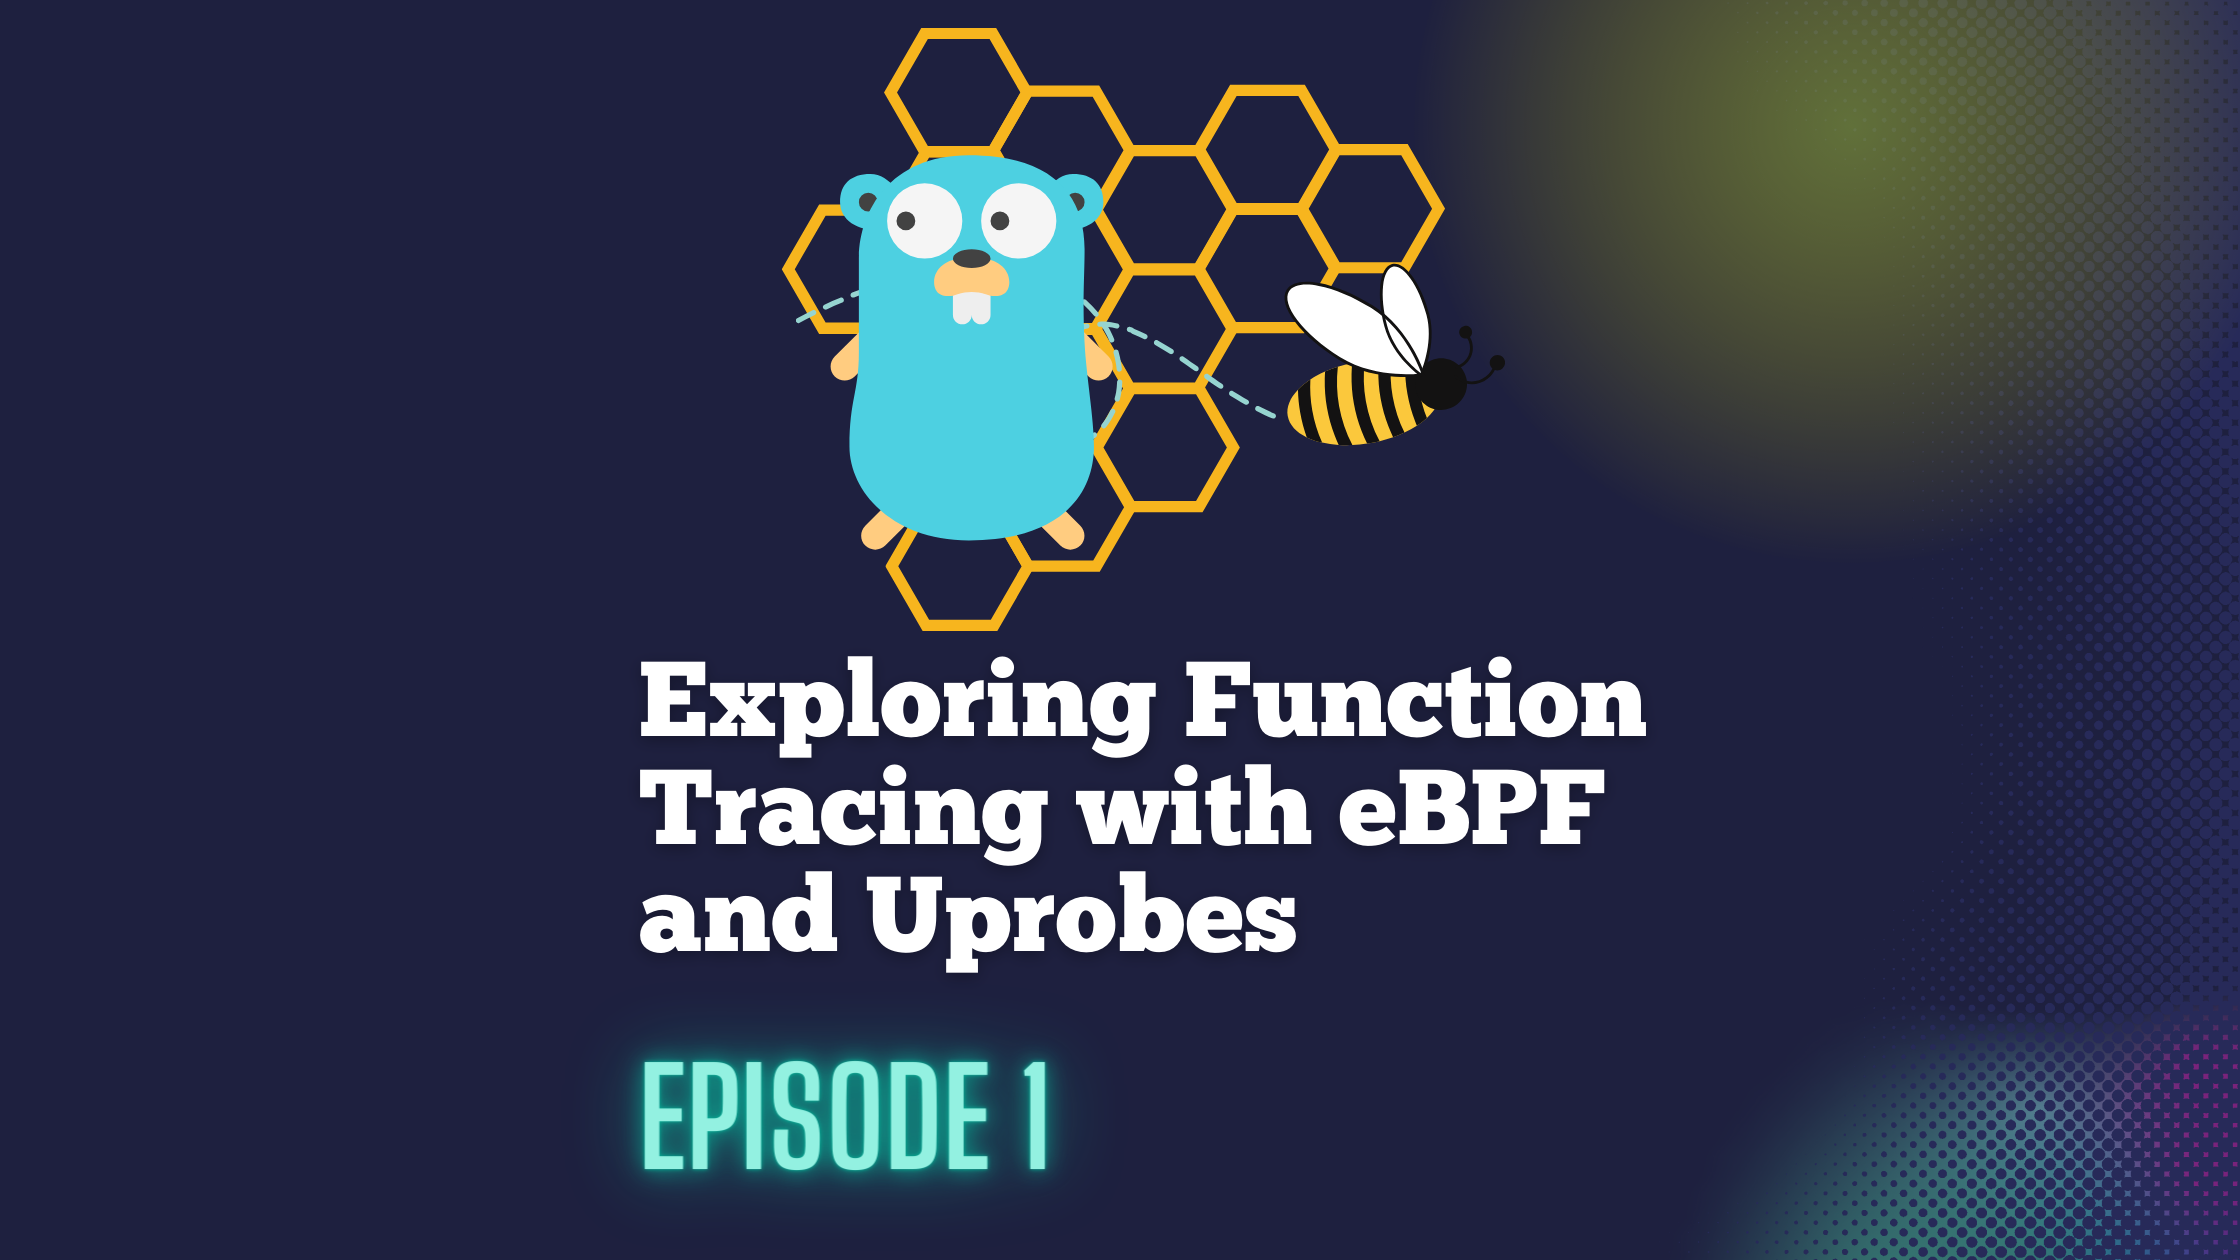 Exploring Function
Tracing with eBPF
and Uprobes
EPISODE 1